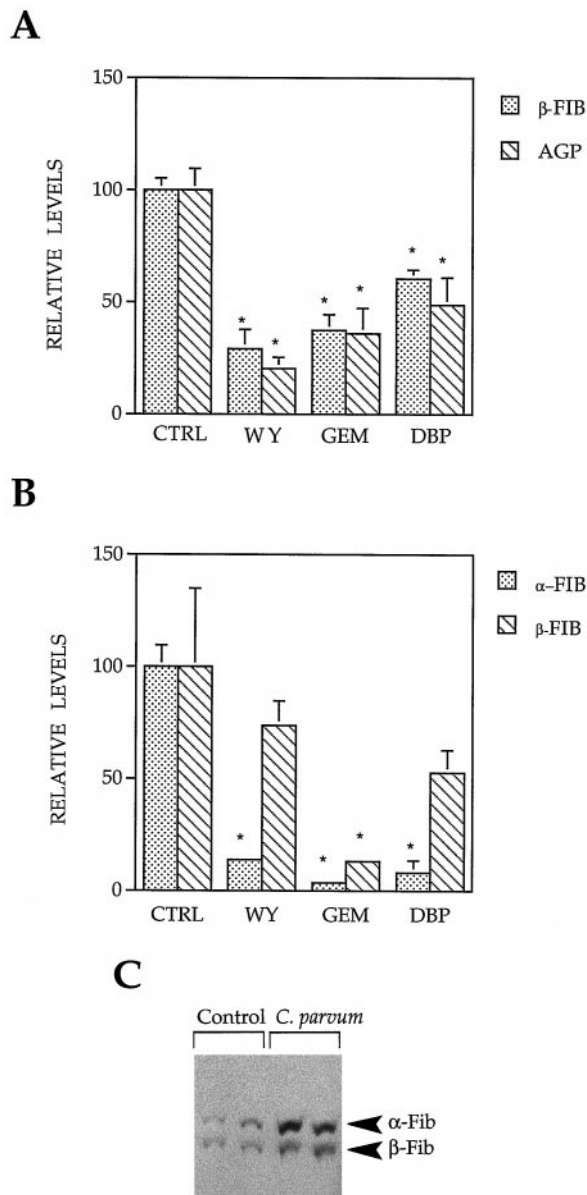 A
150
100
50
0
RELATIVE LEVELS
β-FIB
AGP
* * * * * *
CTRL WY GEM DBP
B
150
100
50
0
RELATIVE LEVELS
α-FIB
β-FIB
* * * *
CTRL WY GEM DBP
C
Control C. parvum
α-Fib
β-Fib